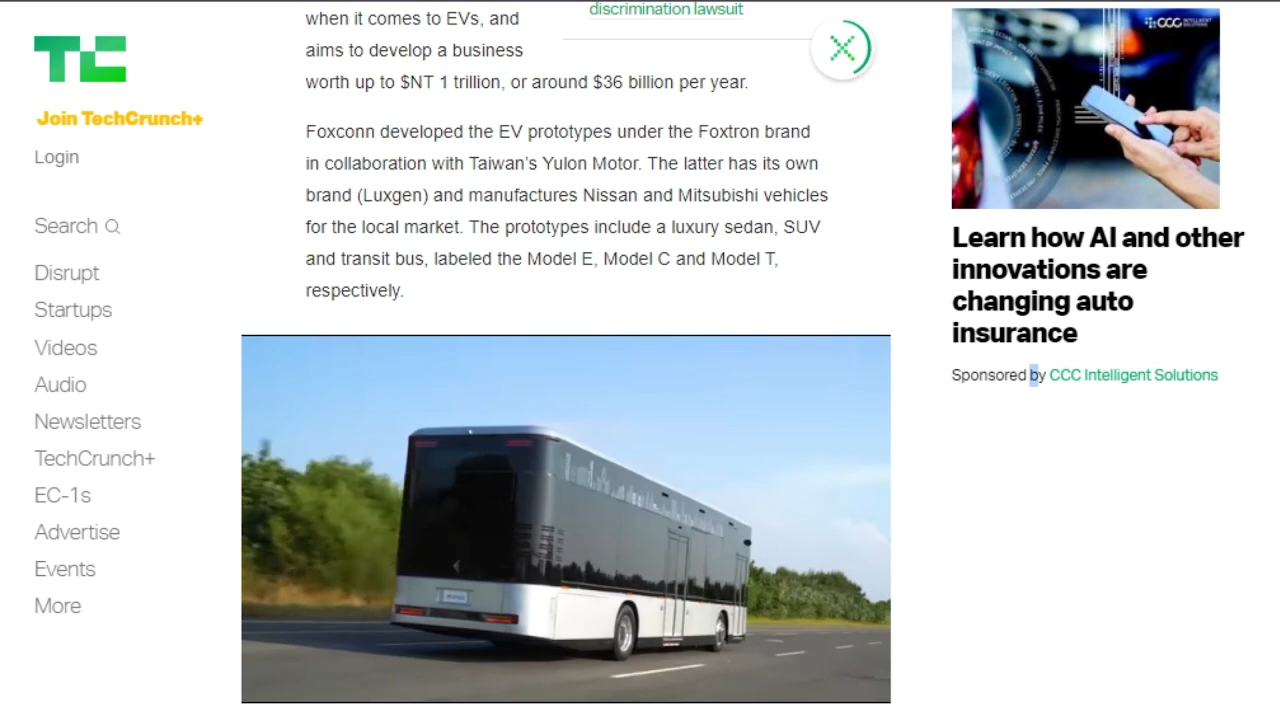 TC
Join TechCrunch+
Login
Search
Disrupt
Startups
Videos
Audio
Newsletters
TechCrunch+
EC-1s
Advertise
Events
More
when it comes to EVs, and
aims to develop a business
worth up to $NT 1 trillion, or around $36 billion per year.
discrimination lawsuit
Foxconn developed the EV prototypes under the Foxtron brand
in collaboration with Taiwan’s Yulon Motor. The latter has its own
brand (Luxgen) and manufactures Nissan and Mitsubishi vehicles
for the local market. The prototypes include a luxury sedan, SUV
and transit bus, labeled the Model E, Model C and Model T,
respectively.
CCC INTELLIGENT
SOLUTIONS
Learn how AI and other
innovations are
changing auto
insurance
Sponsored by CCC Intelligent Solutions